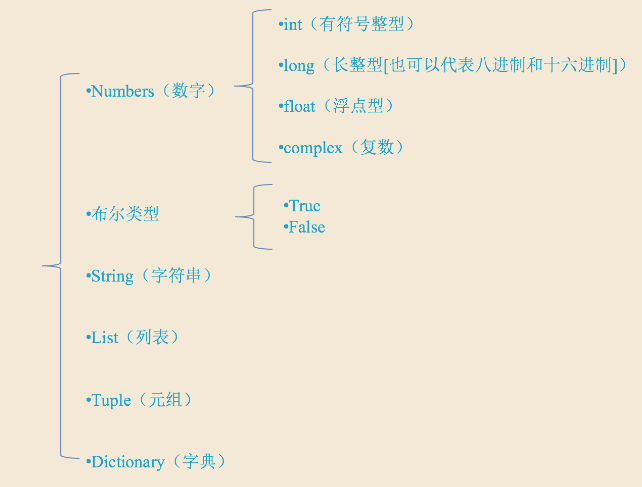 •Numbers（数字）
•int（有符号整型）
•long（长整型[也可以代表八进制和十六进制]）
•float（浮点型）
•complex（复数）
•布尔类型
•True
•False
•String（字符串）
•List（列表）
•Tuple（元组）
•Dictionary（字典）